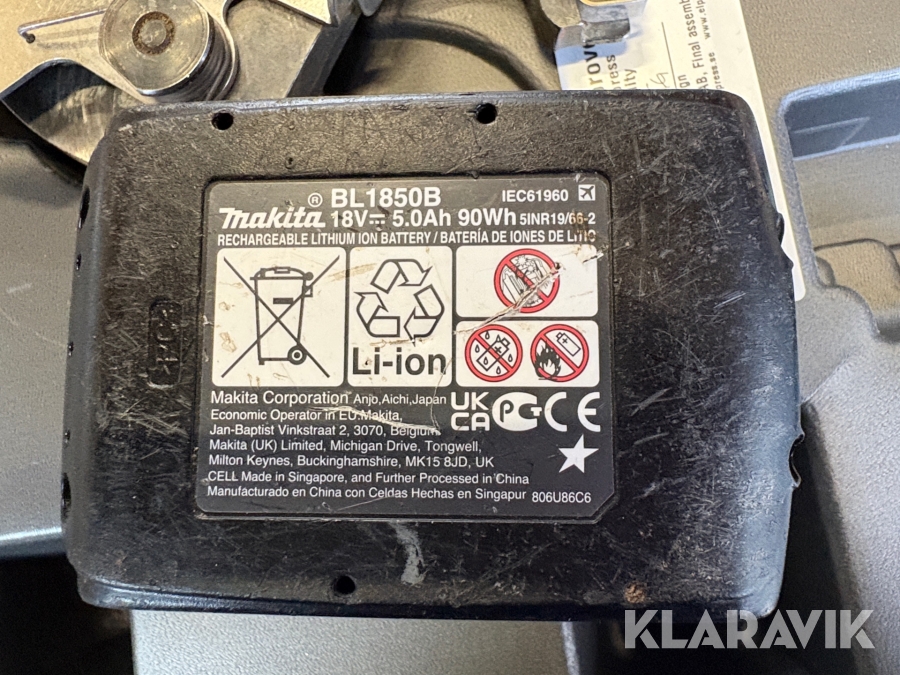 BL1850B
IEC61960
® makita 18V 5.0Ah 90Wh 5INR19/66-2
RECHARGEABLE LITHIUM ION BATTERY / BATERÍA DE IONES DE LITIO
Li-ion
Makita Corporation Anjo,Aichi,Japan
Economic Operator in EU:Makita,
Jan-Baptist Vinkstraat 2, 3070, Belgium
Makita (UK) Limited, Michigan Drive, Tongwell,
Milton Keynes, Buckinghamshire, MK15 8JD, UK
CELL Made in Singapore, and Further Processed in China
Manufacturado en China con Celdas Hechas en Singapur
806U86C6
UK
CA
CE
AB, Final assemb
KLARAVIK